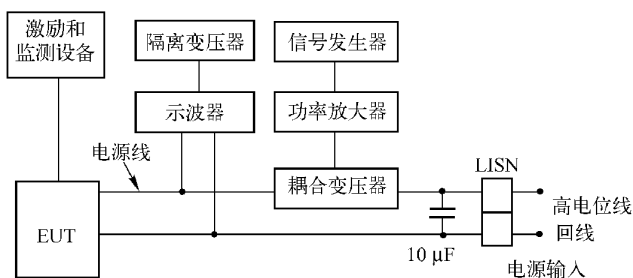 激励和
监测设备
隔离变压器
信号发生器
示波器
功率放大器
电源线
耦合变压器
LISN
高电位线
EUT
10 μF
回线
电源输入